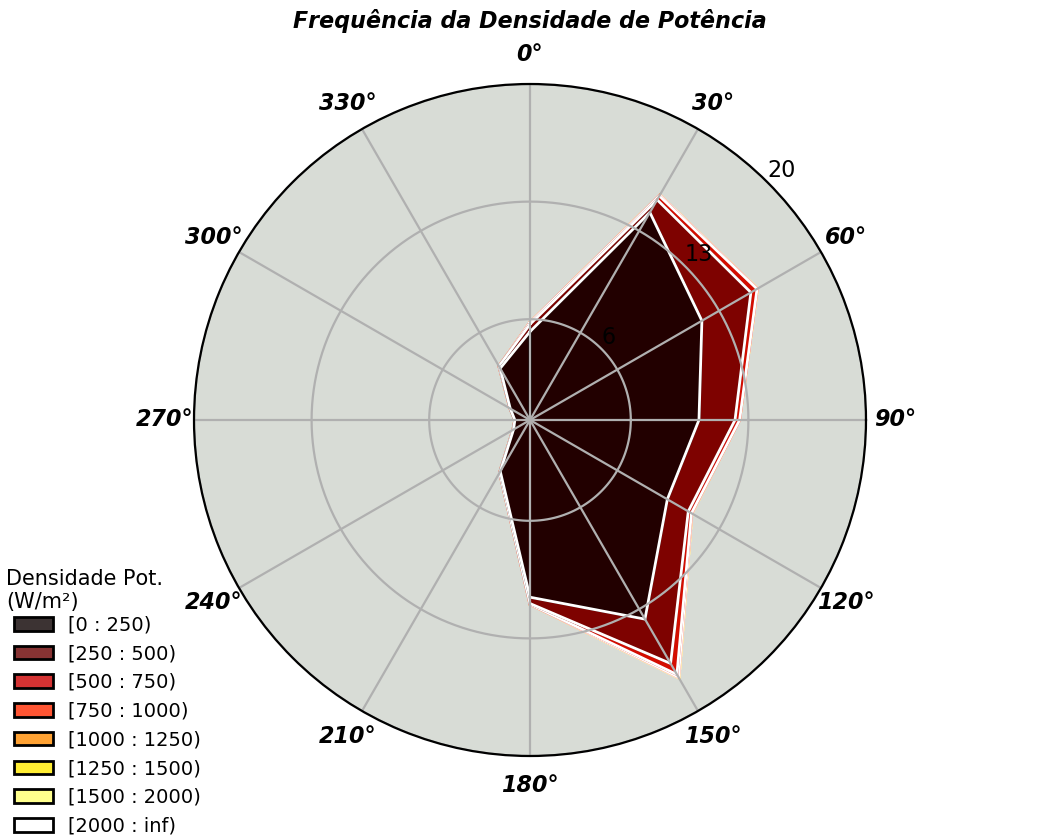 Frequência da Densidade de Potência
0°
330°
30°
20
300°
60°
13
6
270°
90°
240°
120°
210°
150°
180°
Densidade Pot.
(W/m²)
[0 : 250)
[250 : 500)
[500 : 750)
[750 : 1000)
[1000 : 1250)
[1250 : 1500)
[1500 : 2000)
[2000 : inf)